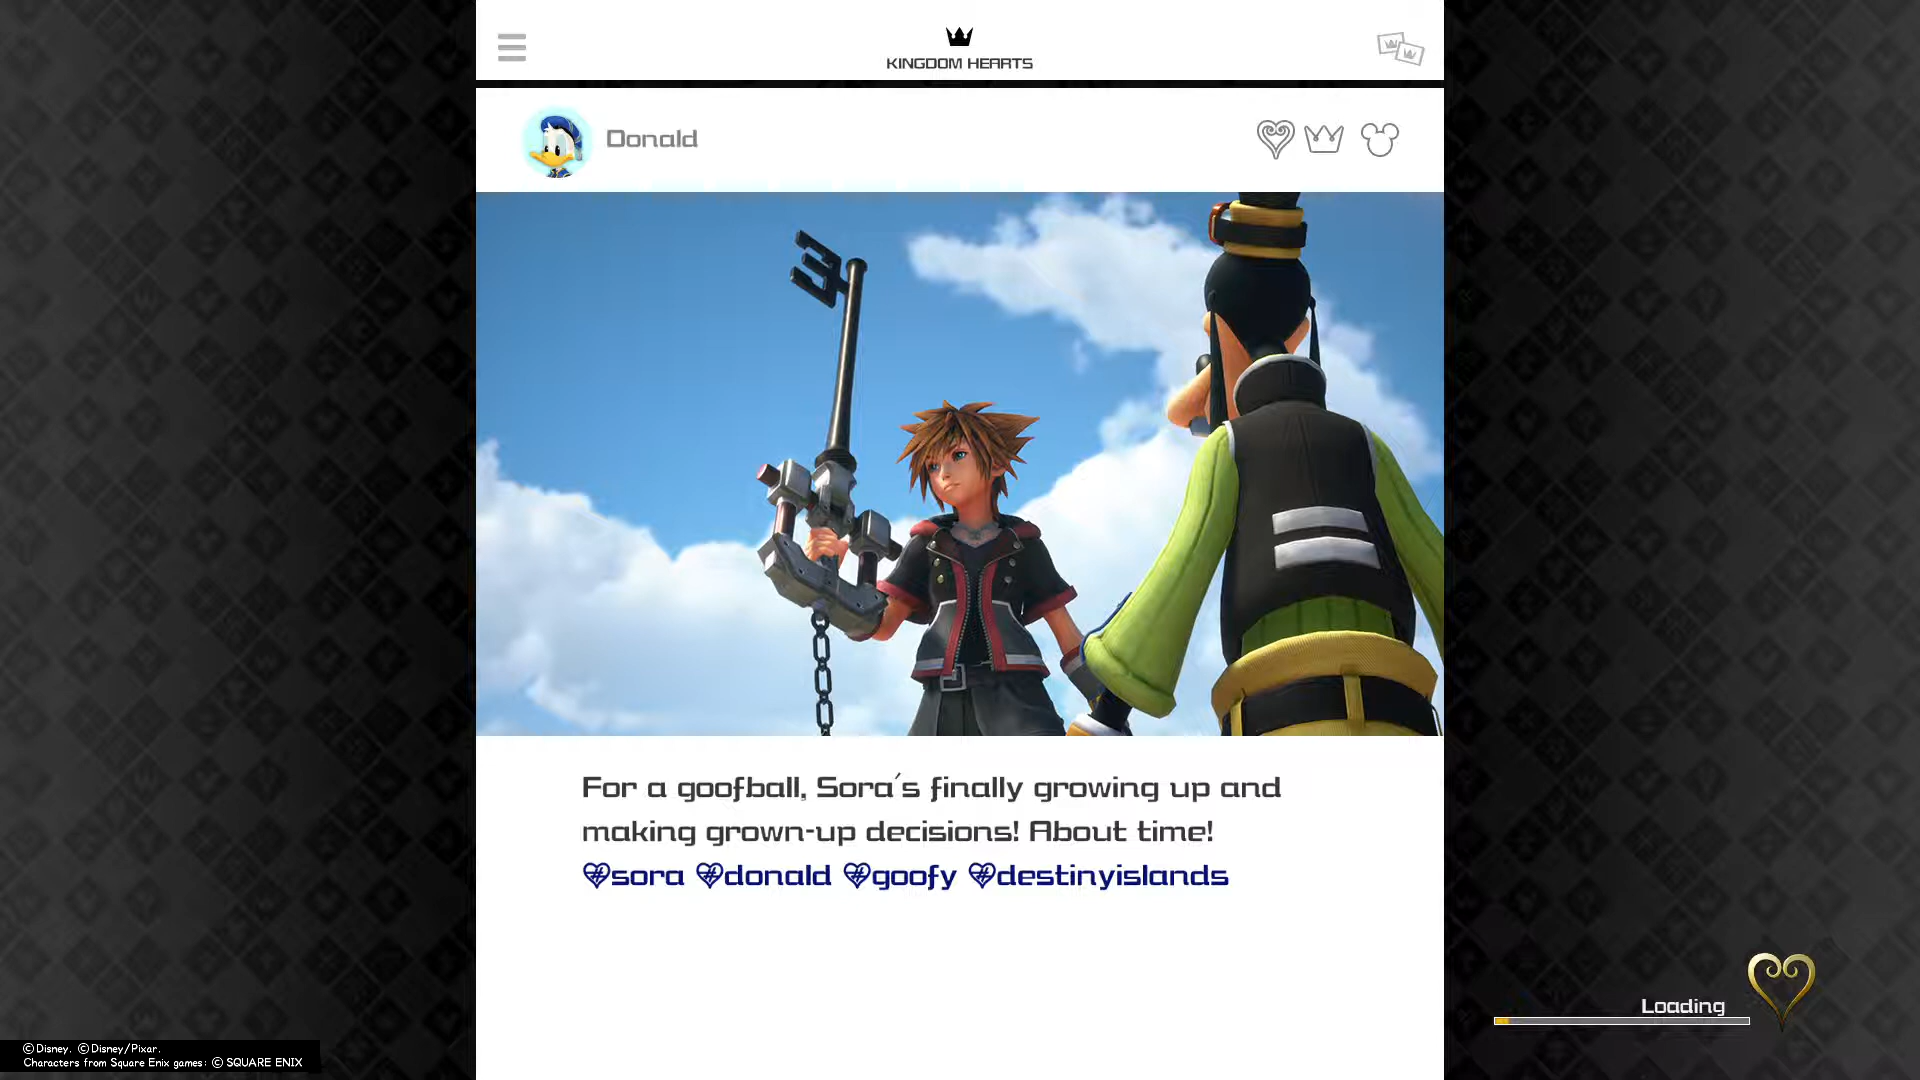 KINGDOM HEARTS
Donald
For a goofball, Sora's finally growing up and
making grown-up decisions! About time!
#sora #donald #goofy #destinyislands
Loading
©Disney. ©Disney/Pixar.
Characters from Square Enix games: © SQUARE ENIX